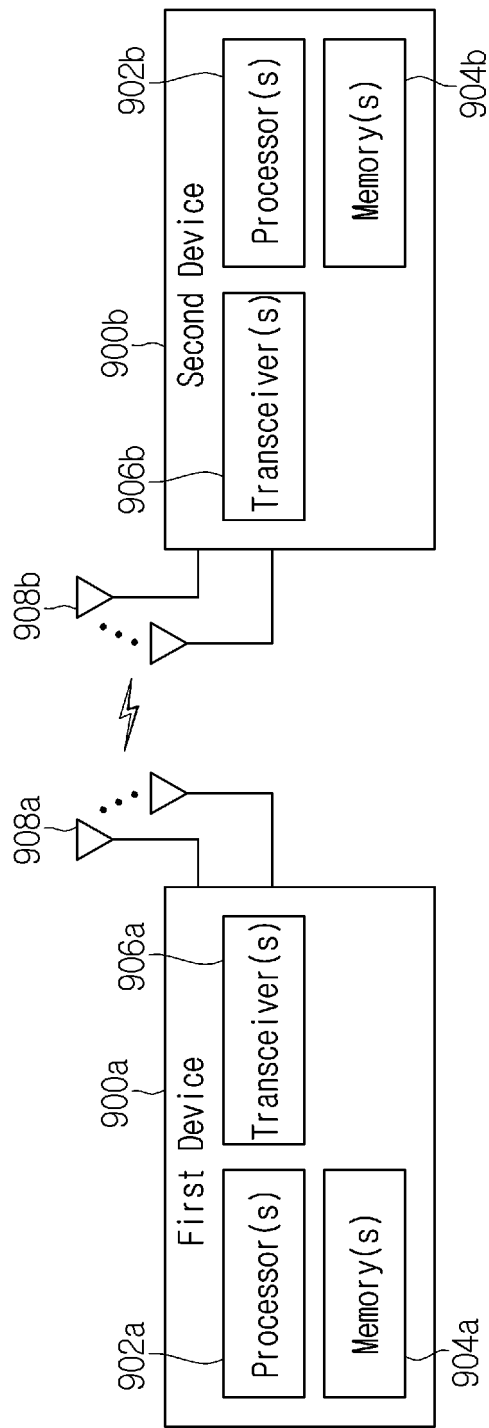 908a
908b
900a
906a
906b
900b
902b
First Device
Second Device
Processor(s)
Transceiver(s)
Transceiver(s)
Processor(s)
Memory(s)
Memory(s)
902a
904a
904b